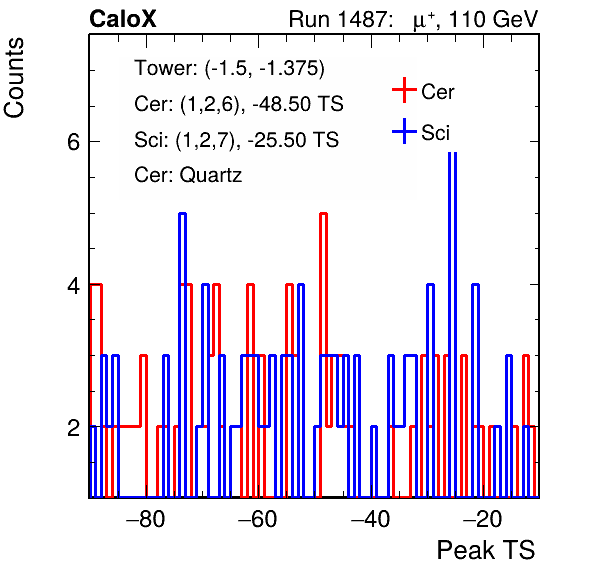 CaloX Run 1487: μ⁺, 110 GeV
Counts
Tower: (-1.5, -1.375)
Cer: (1,2,6), -48.50 TS
Sci: (1,2,7), -25.50 TS
Cer: Quartz
Cer
Sci
6
4
2
−80 −60 −40 −20
Peak TS